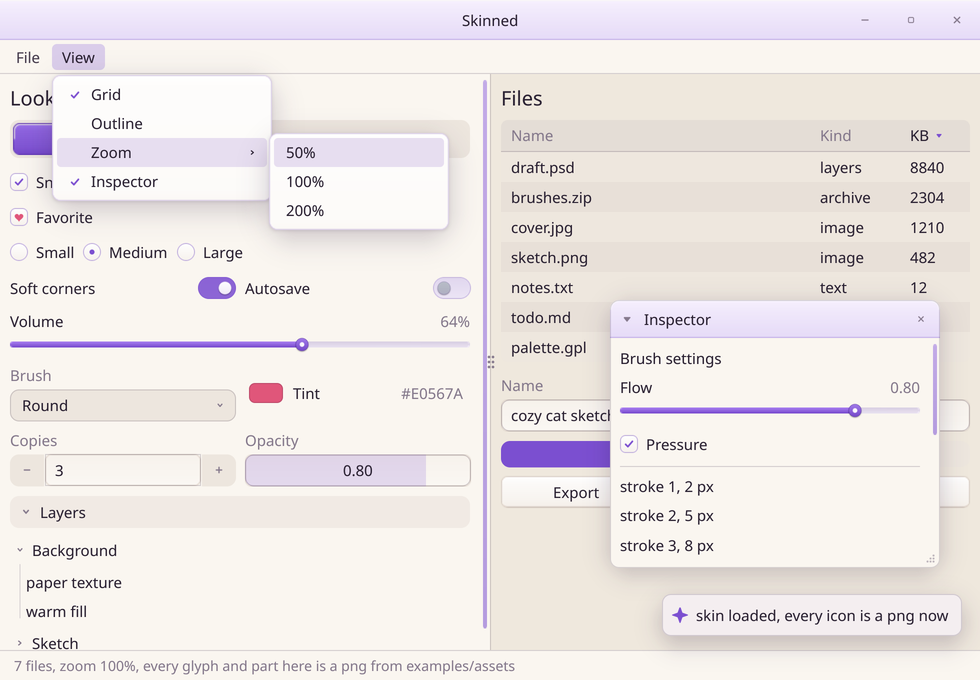 Skinned
File View
Grid
Outline
Zoom
Inspector
50%
100%
200%
Look
Sn
Favorite
Small Medium Large
Soft corners Autosave
Volume 64%
Brush
Round
Tint #E0567A
Copies Opacity
3 0.80
Layers
Background
paper texture
warm fill
Sketch
Files
Name Kind KB
draft.psd layers 8840
brushes.zip archive 2304
cover.jpg image 1210
sketch.png image 482
notes.txt text 12
todo.md
palette.gpl
Name
cozy cat sketch
Export
Inspector
Brush settings
Flow 0.80
Pressure
stroke 1, 2 px
stroke 2, 5 px
stroke 3, 8 px
skin loaded, every icon is a png now
7 files, zoom 100%, every glyph and part here is a png from examples/assets